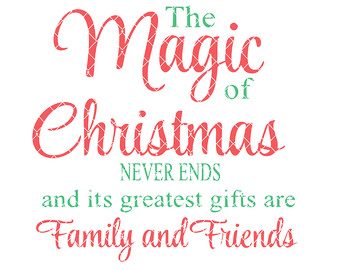 The
Magic
of
Christmas
NEVER ENDS
and its greatest gifts are
Family and Friends